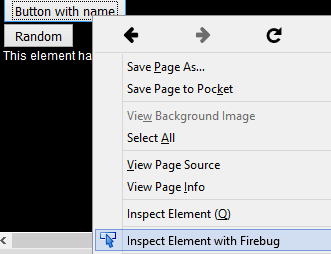 Button with name
Random
This element ha
Save Page As...
Save Page to Pocket
View Background Image
Select All
View Page Source
View Page Info
Inspect Element (Q)
Inspect Element with Firebug